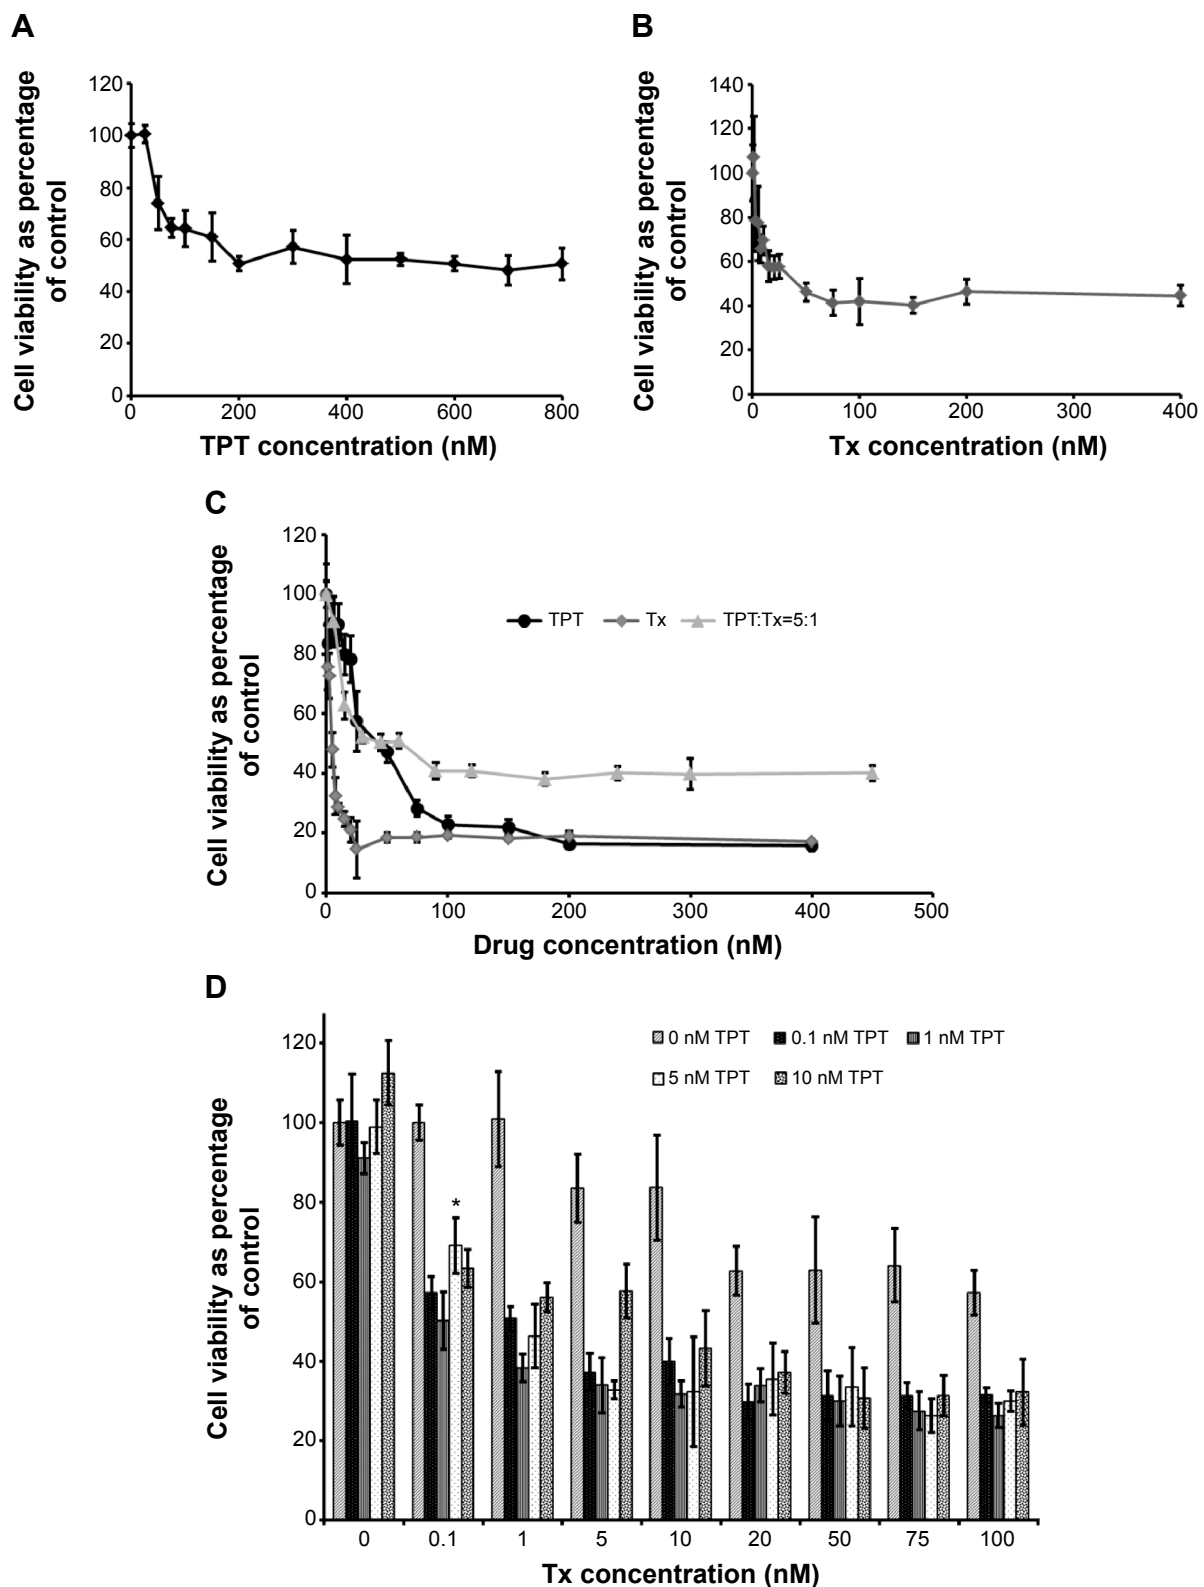 A
Cell viability as percentage
of control
120
100
80
60
40
20
0
0 200 400 600 800
TPT concentration (nM)
B
Cell viability as percentage
of control
140
120
100
80
60
40
20
0
0 100 200 300 400
Tx concentration (nM)
C
Cell viability as percentage
of control
120
100
80
60
40
20
0
TPT Tx TPT:Tx=5:1
0 100 200 300 400 500
Drug concentration (nM)
D
Cell viability as percentage
of control
120
100
80
60
40
20
0
0 nM TPT 0.1 nM TPT 1 nM TPT
5 nM TPT 10 nM TPT
*
0 0.1 1 5 10 20 50 75 100
Tx concentration (nM)